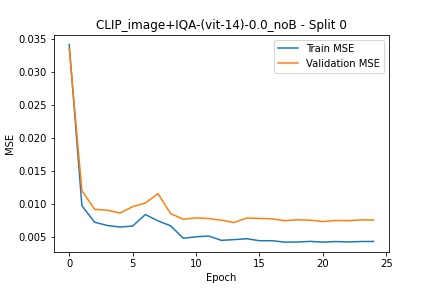 CLIP_image+IQA-(vit-14)-0.0_noB - Split 0
0.035
0.030
0.025
0.020
0.015
0.010
0.005
MSE
Train MSE
Validation MSE
0 5 10 15 20 25
Epoch